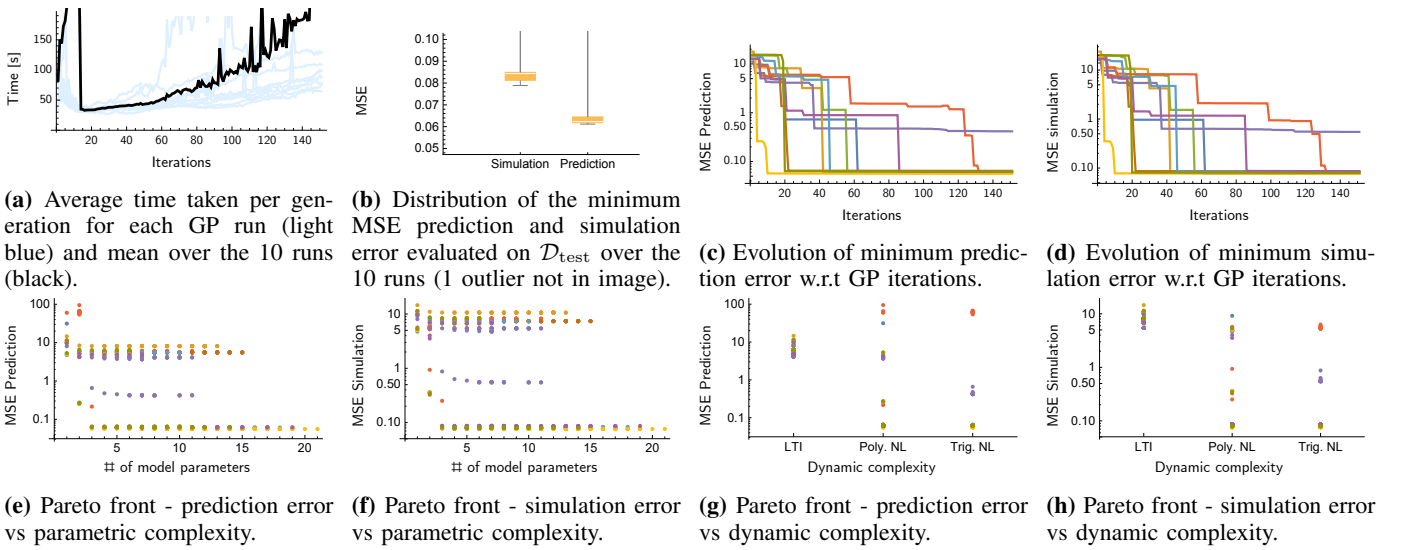 Time [s]
150
100
50
20 40 60 80 100 120 140
Iterations
(a) Average time taken per gen-
eration for each GP run (light
blue) and mean over the 10 runs
(black).
MSE
0.10
0.09
0.08
0.07
0.06
0.05
Simulation Prediction
(b) Distribution of the minimum
MSE prediction and simulation
error evaluated on 𝒟test over the
10 runs (1 outlier not in image).
MSE Prediction
10
5
1
0.50
0.10
20 40 60 80 100 120 140
Iterations
(c) Evolution of minimum predic-
tion error w.r.t GP iterations.
MSE simulation
10
5
1
0.50
0.10
20 40 60 80 100 120 140
Iterations
(d) Evolution of minimum simu-
lation error w.r.t GP iterations.
MSE Prediction
100
10
1
0.1
5 10 15 20
# of model parameters
(e) Pareto front - prediction error
vs parametric complexity.
MSE Simulation
10
5
1
0.50
0.10
5 10 15 20
# of model parameters
(f) Pareto front - simulation error
vs parametric complexity.
MSE Prediction
100
10
1
0.1
LTI Poly. NL Trig. NL
Dynamic complexity
(g) Pareto front - prediction error
vs dynamic complexity.
MSE Simulation
10
5
1
0.50
0.10
LTI Poly. NL Trig. NL
Dynamic complexity
(h) Pareto front - simulation error
vs dynamic complexity.